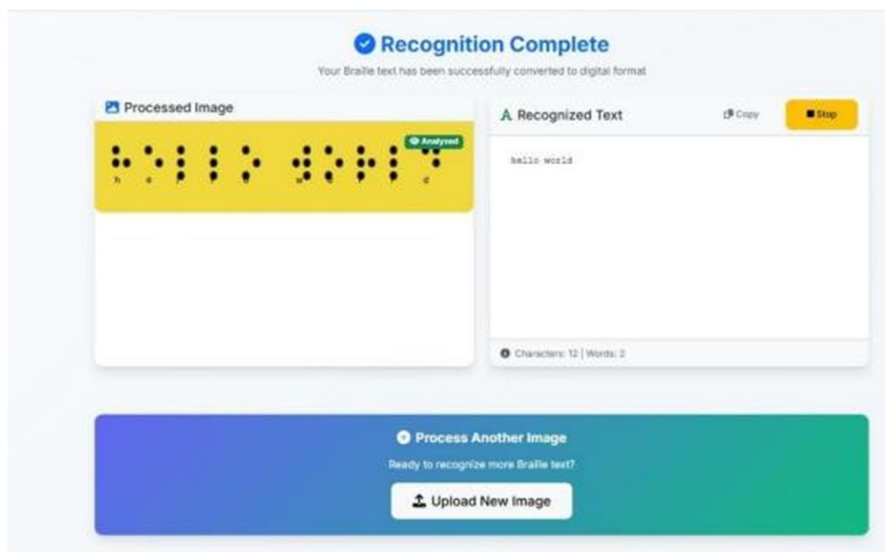 Recognition Complete
Your Braille text has been successfully converted to digital format
Processed Image
Analyzed
h e l l o w o r l d
A Recognized Text
Copy
Stop
hello world
Characters: 12 | Words: 2
Process Another Image
Ready to recognize more Braille text?
Upload New Image